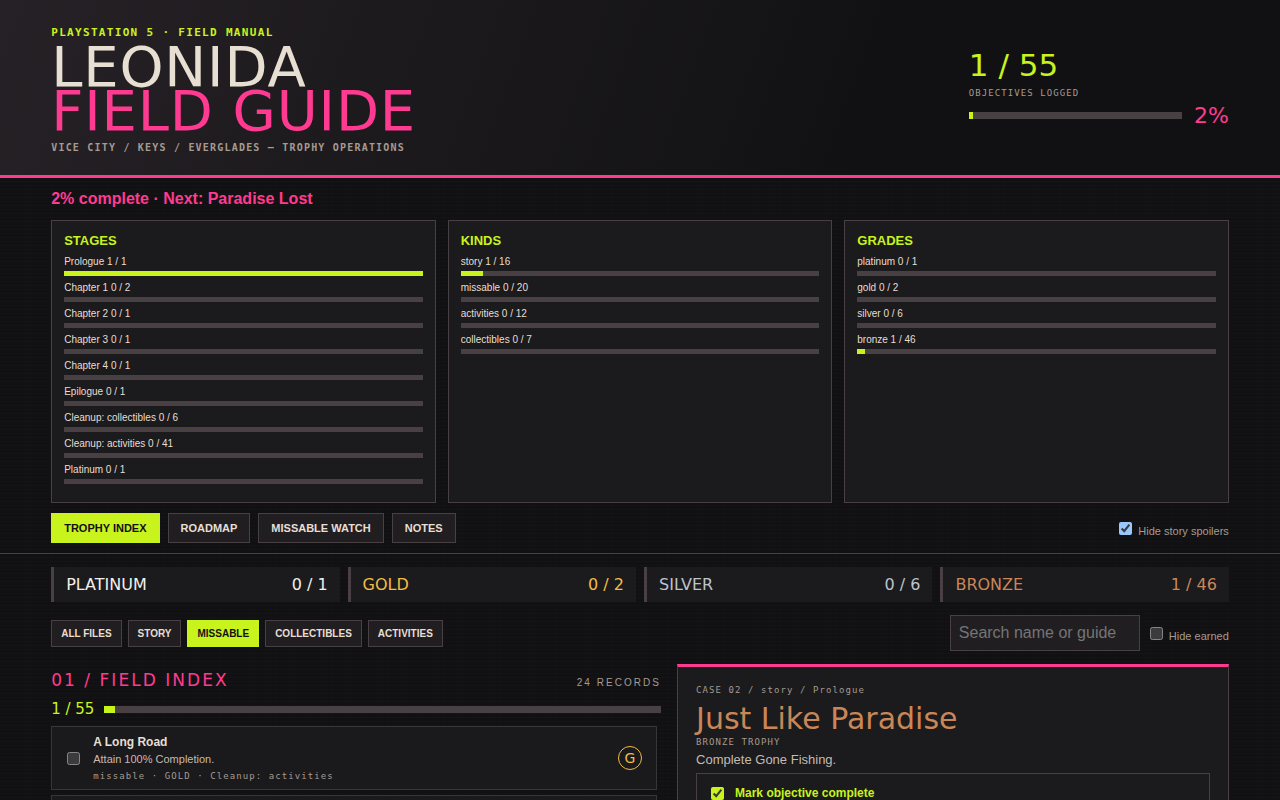 PLAYSTATION 5 · FIELD MANUAL
LEONIDA
FIELD GUIDE
VICE CITY / KEYS / EVERGLADES — TROPHY OPERATIONS
1 / 55
OBJECTIVES LOGGED
2%
2% complete · Next: Paradise Lost
STAGES
Prologue 1 / 1
Chapter 1 0 / 2
Chapter 2 0 / 1
Chapter 3 0 / 1
Chapter 4 0 / 1
Epilogue 0 / 1
Cleanup: collectibles 0 / 6
Cleanup: activities 0 / 41
Platinum 0 / 1
KINDS
story 1 / 16
missable 0 / 20
activities 0 / 12
collectibles 0 / 7
GRADES
platinum 0 / 1
gold 0 / 2
silver 0 / 6
bronze 1 / 46
TROPHY INDEX
ROADMAP
MISSABLE WATCH
NOTES
Hide story spoilers
PLATINUM 0 / 1
GOLD 0 / 2
SILVER 0 / 6
BRONZE 1 / 46
ALL FILES
STORY
MISSABLE
COLLECTIBLES
ACTIVITIES
Search name or guide
Hide earned
01 / FIELD INDEX
24 RECORDS
1 / 55
A Long Road
Attain 100% Completion.
missable · GOLD · Cleanup: activities
G
CASE 02 / story / Prologue
Just Like Paradise
BRONZE TROPHY
Complete Gone Fishing.
Mark objective complete